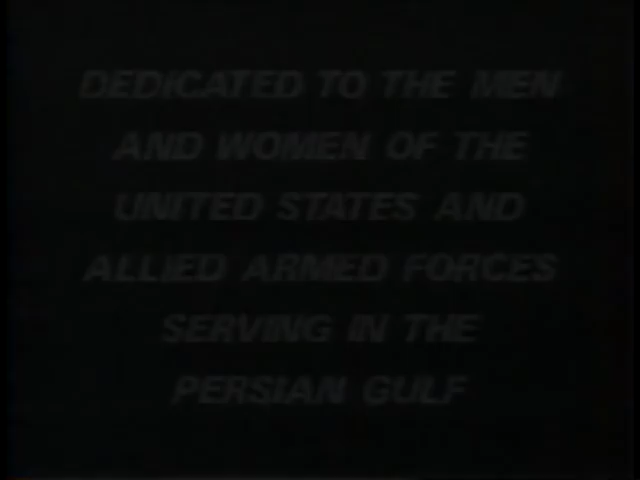 DEDICATED TO THE MEN
AND WOMEN OF THE
UNITED STATES AND
ALLIED ARMED FORCES
SERVING IN THE
PERSIAN GULF